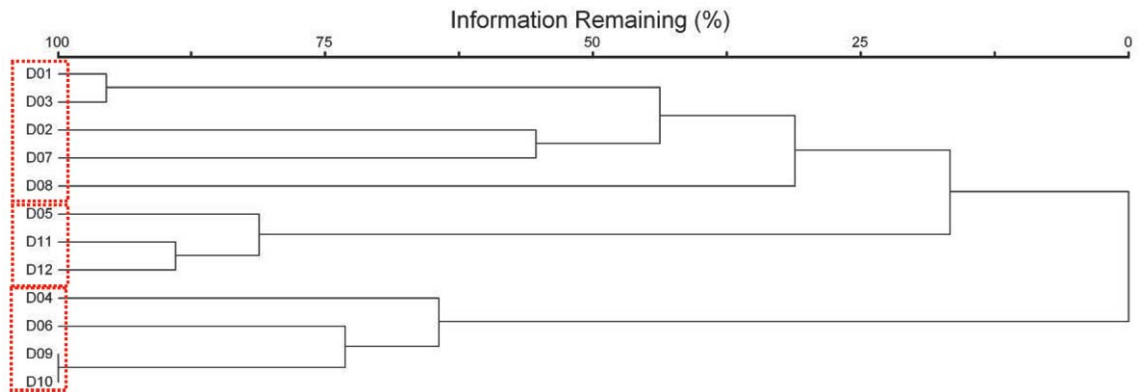 Information Remaining (%)
100 75 50 25 0
D01
D03
D02
D07
D08
D05
D11
D12
D04
D06
D09
D10